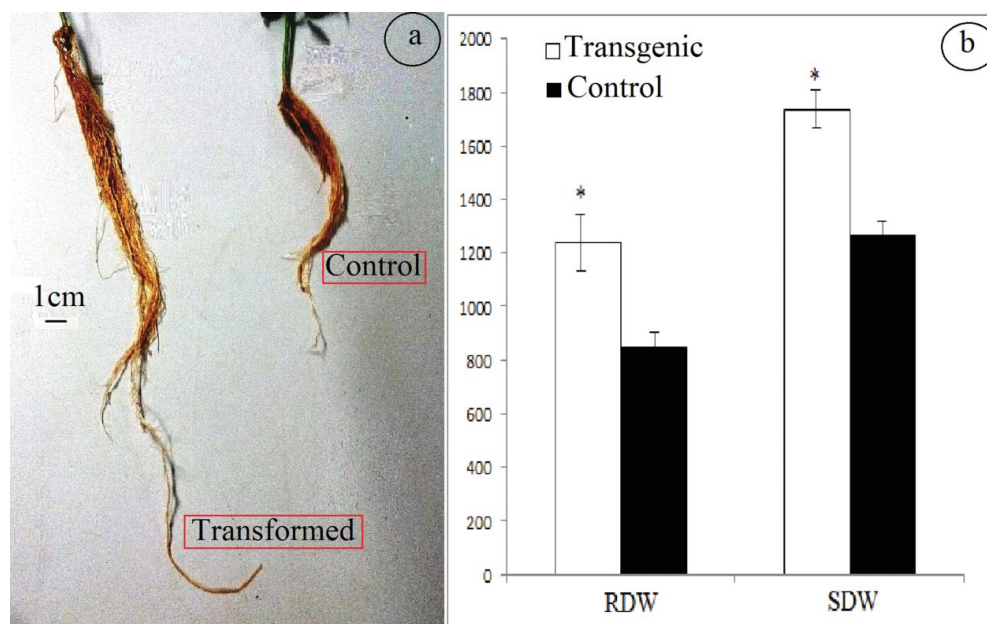 a
Control
1cm
Transformed
b
Transgenic
Control
2000
1800
1600
1400
1200
1000
800
600
400
200
0
*
*
RDW
SDW